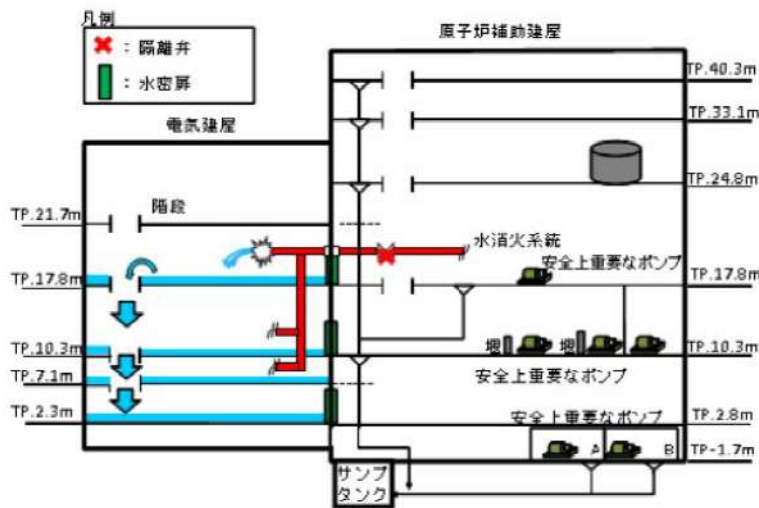 凡例
：隔離弁
：水密扉
原子炉補助建屋
電気建屋
TP.40.3m
TP.33.1m
TP.24.8m
TP.21.7m
階段
水消火系統
安全上重要なポンプ
TP.17.8m
TP.17.8m
堰
堰
TP.10.3m
TP.10.3m
TP.7.1m
安全上重要なポンプ
安全上重要なポンプ
TP.2.3m
TP.2.8m
A
B
TP-1.7m
サンプ
タンク